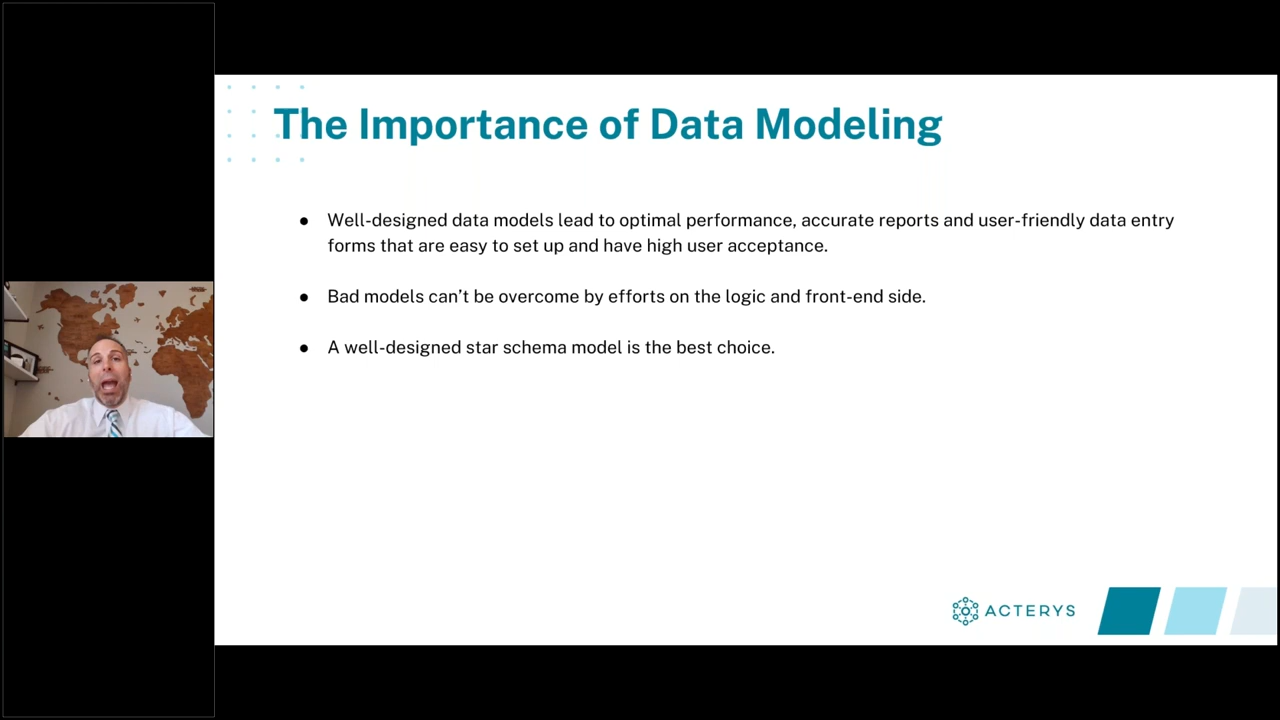 The Importance of Data Modeling
● Well-designed data models lead to optimal performance, accurate reports and user-friendly data entry
forms that are easy to set up and have high user acceptance.
● Bad models can’t be overcome by efforts on the logic and front-end side.
● A well-designed star schema model is the best choice.
ACTERYS